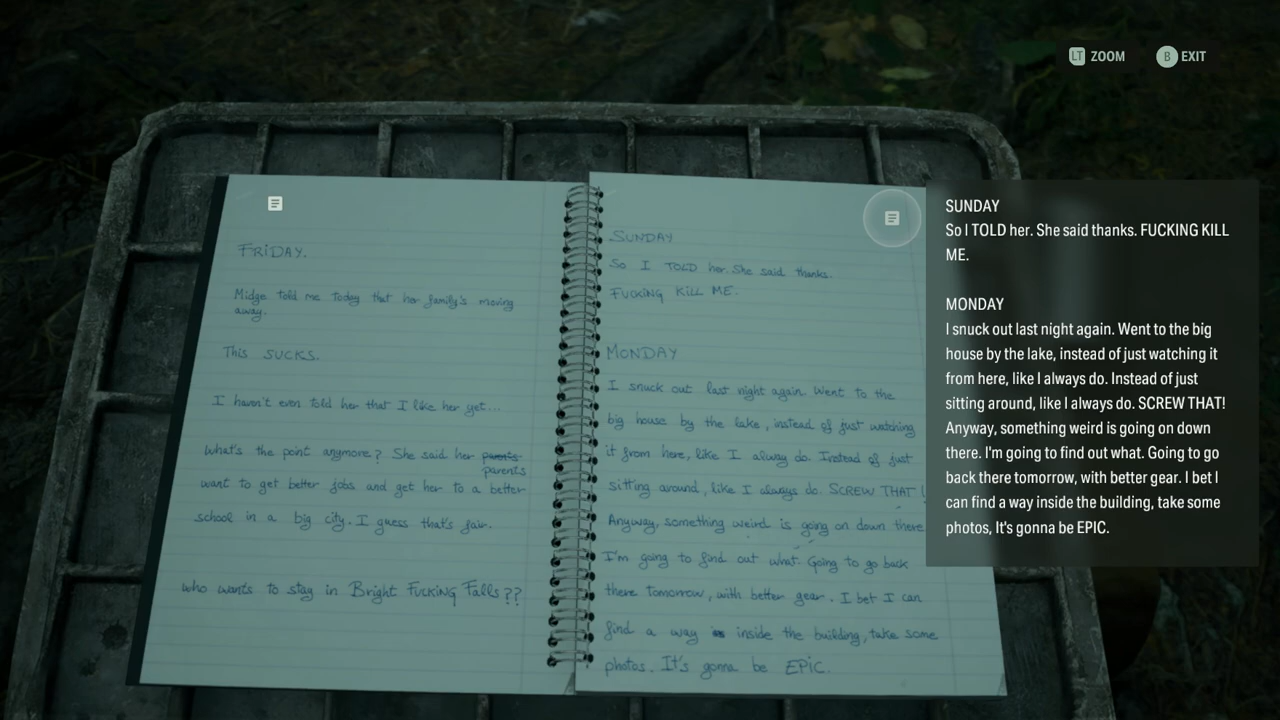 LT ZOOM
B EXIT
FRIDAY.
Midge told me today that her family's moving
away.
This SUCKS.
I haven't even told her that I like her yet...
What's the point anymore? She said her parents
parents
want to get better jobs and get her to a better
school in a big city. I guess that's fair.
who wants to stay in Bright FUCKING Falls??
SUNDAY
So I TOLD her. She said thanks.
FUCKING KILL ME.
MONDAY
I snuck out last night again. Went to the
big house by the lake, instead of just watching
it from here, like I always do. Instead of just
sitting around, like I always do. SCREW THAT!
Anyway, something weird is going on down there.
I'm going to find out what. Going to go back
there tomorrow, with better gear. I bet I can
find a way inside the building, take some
photos. It's gonna be EPIC.
SUNDAY
So I TOLD her. She said thanks. FUCKING KILL
ME.
MONDAY
I snuck out last night again. Went to the big
house by the lake, instead of just watching it
from here, like I always do. Instead of just
sitting around, like I always do. SCREW THAT!
Anyway, something weird is going on down
there. I'm going to find out what. Going to go
back there tomorrow, with better gear. I bet I
can find a way inside the building, take some
photos, It's gonna be EPIC.